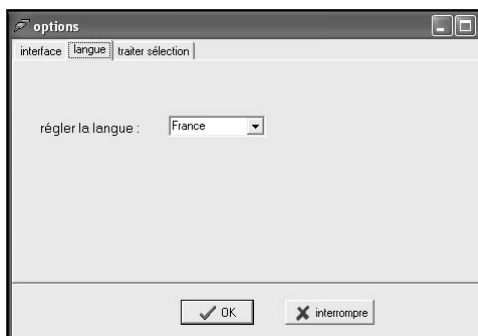 options
interface langue traiter sélection
régler la langue : France
OK interrompre